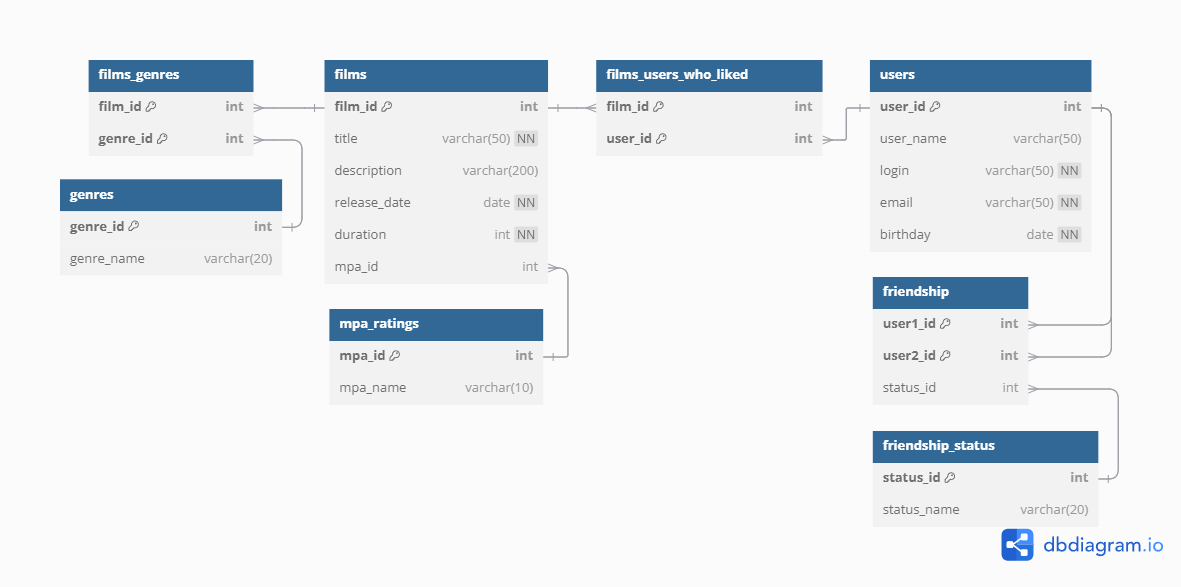 films_genres
film_id int
genre_id int
genres
genre_id int
genre_name varchar(20)
films
film_id int
title varchar(50) NN
description varchar(200)
release_date date NN
duration int NN
mpa_id int
mpa_ratings
mpa_id int
mpa_name varchar(10)
films_users_who_liked
film_id int
user_id int
users
user_id int
user_name varchar(50)
login varchar(50) NN
email varchar(50) NN
birthday date NN
friendship
user1_id int
user2_id int
status_id int
friendship_status
status_id int
status_name varchar(20)
dbdiagram.io